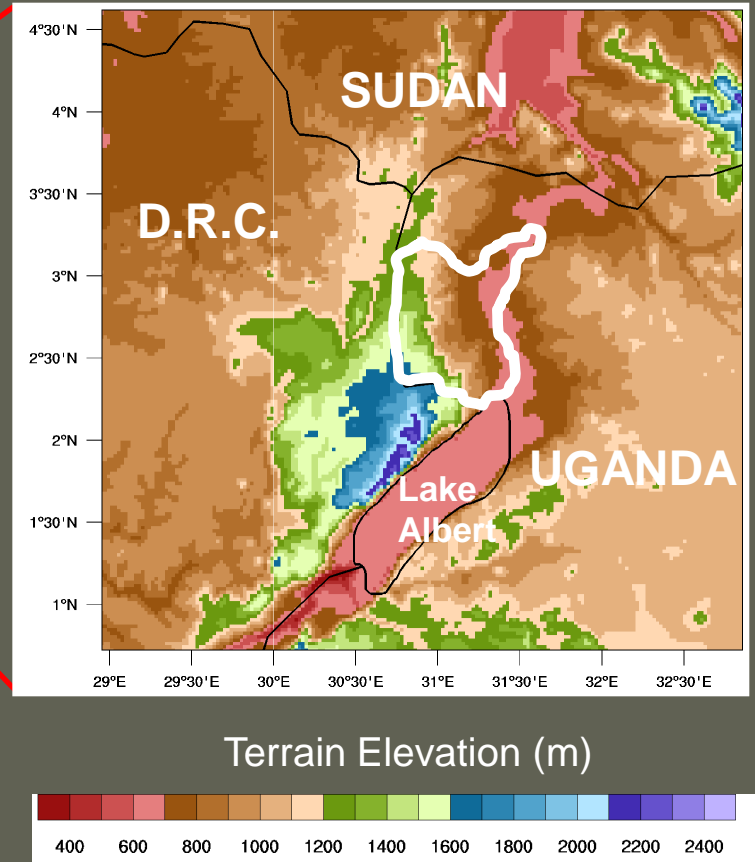 4°30'N
4°N
3°30'N
3°N
2°30'N
2°N
1°30'N
1°N
SUDAN
D.R.C.
UGANDA
Lake
Albert
29°E 29°30'E 30°E 30°30'E 31°E 31°30'E 32°E 32°30'E
Terrain Elevation (m)
400 600 800 1000 1200 1400 1600 1800 2000 2200 2400